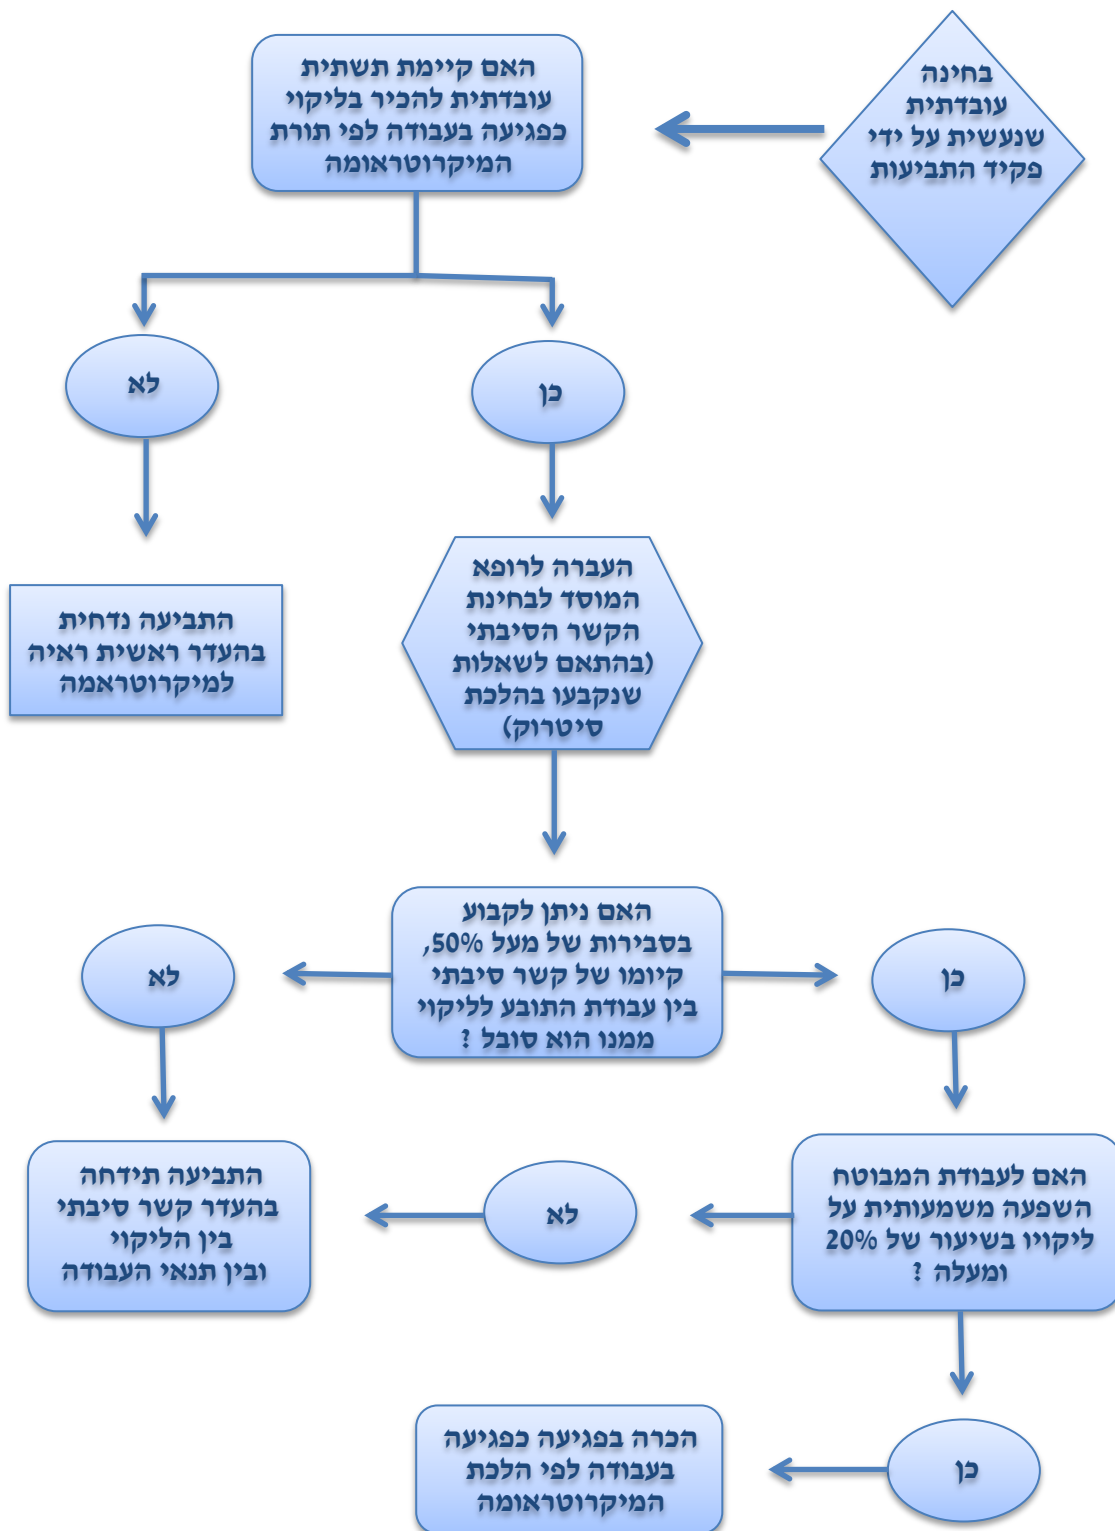 בחינה
עובדתית
שנעשית על ידי
פקיד התביעות
האם קיימת תשתית
עובדתית להכיר בליקוי
כפגיעה בעבודה לפי תורת
המיקרוטראומה
כן
לא
העברה לרופא
המוסד לבחינת
הקשר הסיבתי
(בהתאם לשאלות
שנקבעו בהלכת
סיטרוק)
התביעה נדחית
בהעדר ראשית ראיה
למיקרוטראמה
האם ניתן לקבוע
בסבירות של מעל 50%,
קיומו של קשר סיבתי
בין עבודת התובע לליקוי
ממנו הוא סובל ?
כן
לא
האם לעבודת המבוטח
השפעה משמעותית על
ליקויו בשיעור של 20%
ומעלה ?
לא
התביעה תידחה
בהעדר קשר סיבתי
בין הליקוי
ובין תנאי העבודה
כן
הכרה בפגיעה כפגיעה
בעבודה לפי הלכת
המיקרוטראומה